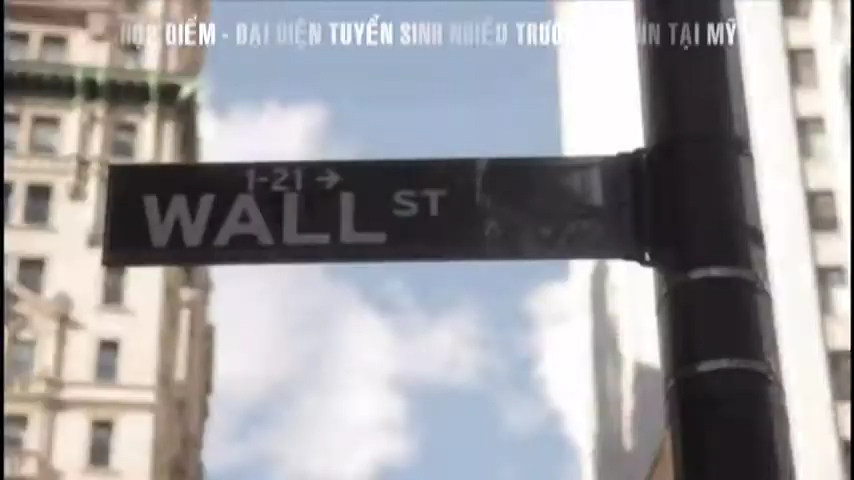 ĐIỂM - ĐẠI DIỆN TUYỂN SINH NHIỀU TẠI MỸ
1-21 →
WALL ST